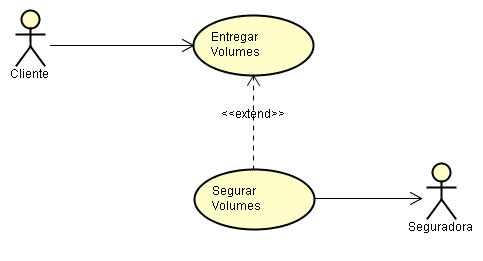 Entregar
Volumes
Cliente
<<extend>>
Segurar
Volumes
Seguradora